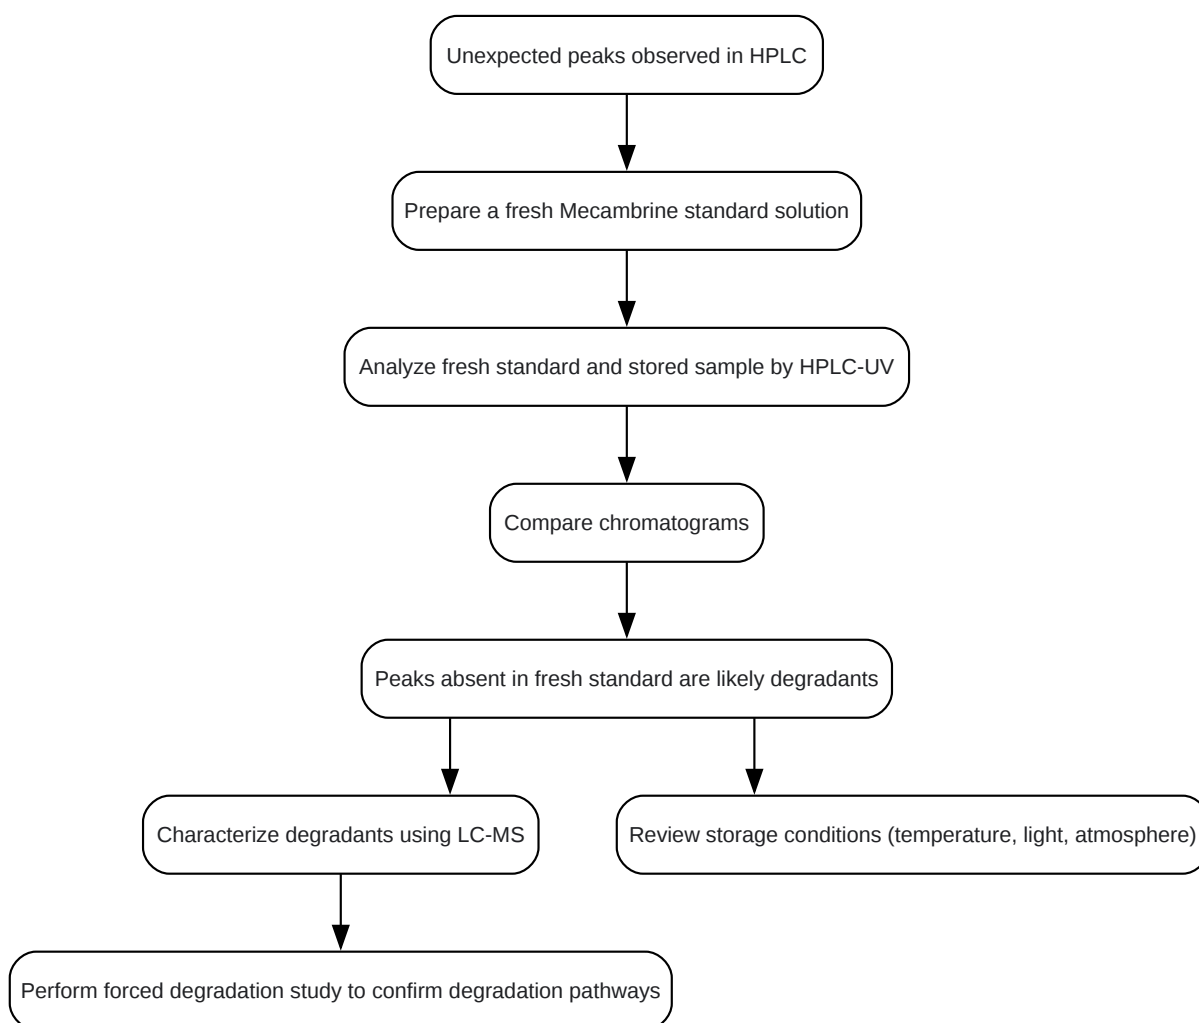 Unexpected peaks observed in HPLC
Prepare a fresh Mecambrine standard solution
Analyze fresh standard and stored sample by HPLC-UV
Compare chromatograms
Peaks absent in fresh standard are likely degradants
Characterize degradants using LC-MS
Review storage conditions (temperature, light, atmosphere)
Perform forced degradation study to confirm degradation pathways